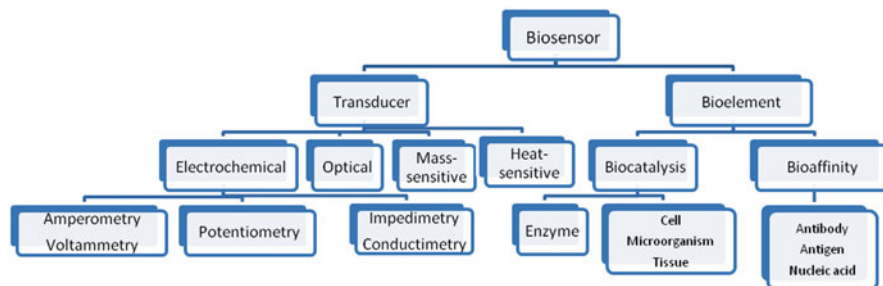 Biosensor
Transducer
Bioelement
Electrochemical
Optical
Mass-
sensitive
Heat-
sensitive
Biocatalysis
Bioaffinity
Amperometry
Voltammetry
Potentiometry
Impedimetry
Conductimetry
Enzyme
Cell
Microorganism
Tissue
Antibody
Antigen
Nucleic acid